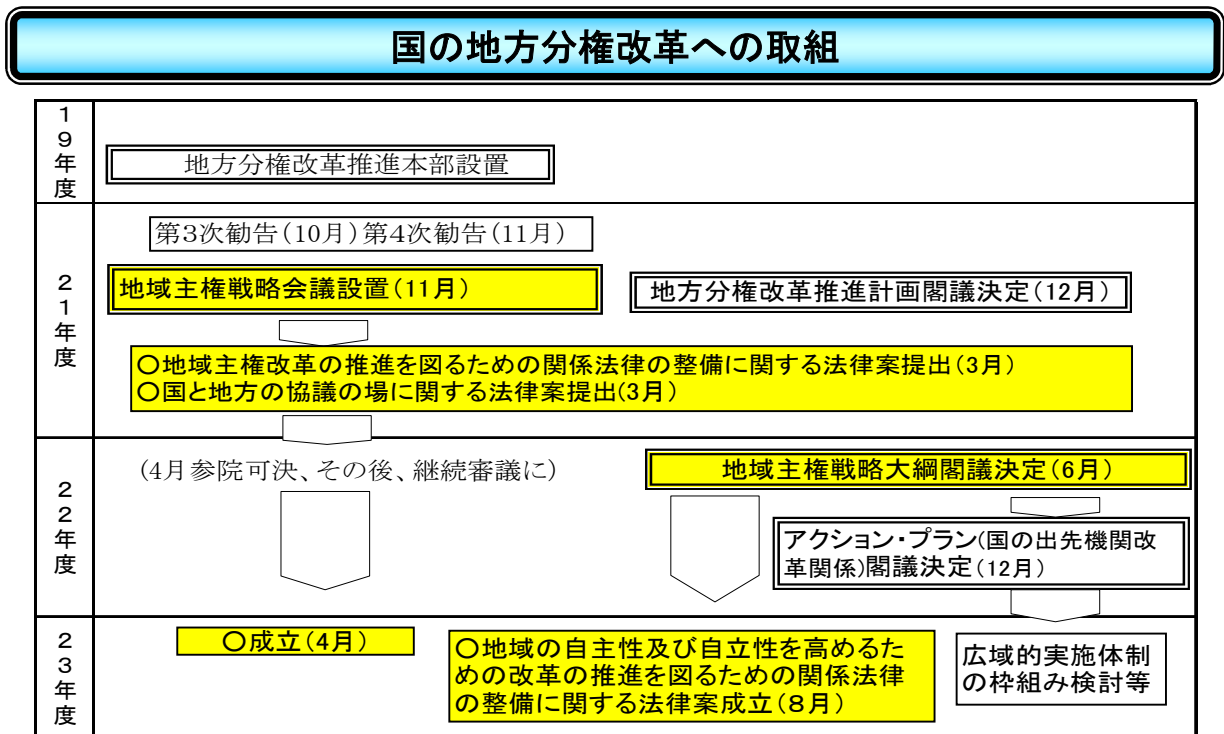 国の地方分権改革への取組
19年度
地方分権改革推進本部設置
21年度
第3次勧告(10月)第4次勧告(11月)
地域主権戦略会議設置(11月)
地方分権改革推進計画閣議決定(12月)
○地域主権改革の推進を図るための関係法律の整備に関する法律案提出(3月)
○国と地方の協議の場に関する法律案提出(3月)
22年度
(4月参院可決、その後、継続審議に)
地域主権戦略大綱閣議決定(6月)
アクション・プラン(国の出先機関改
革関係)閣議決定(12月)
23年度
○成立(4月)
○地域の自主性及び自立性を高めるた
めの改革の推進を図るための関係法律
の整備に関する法律案成立(8月)
広域的実施体制
の枠組み検討等